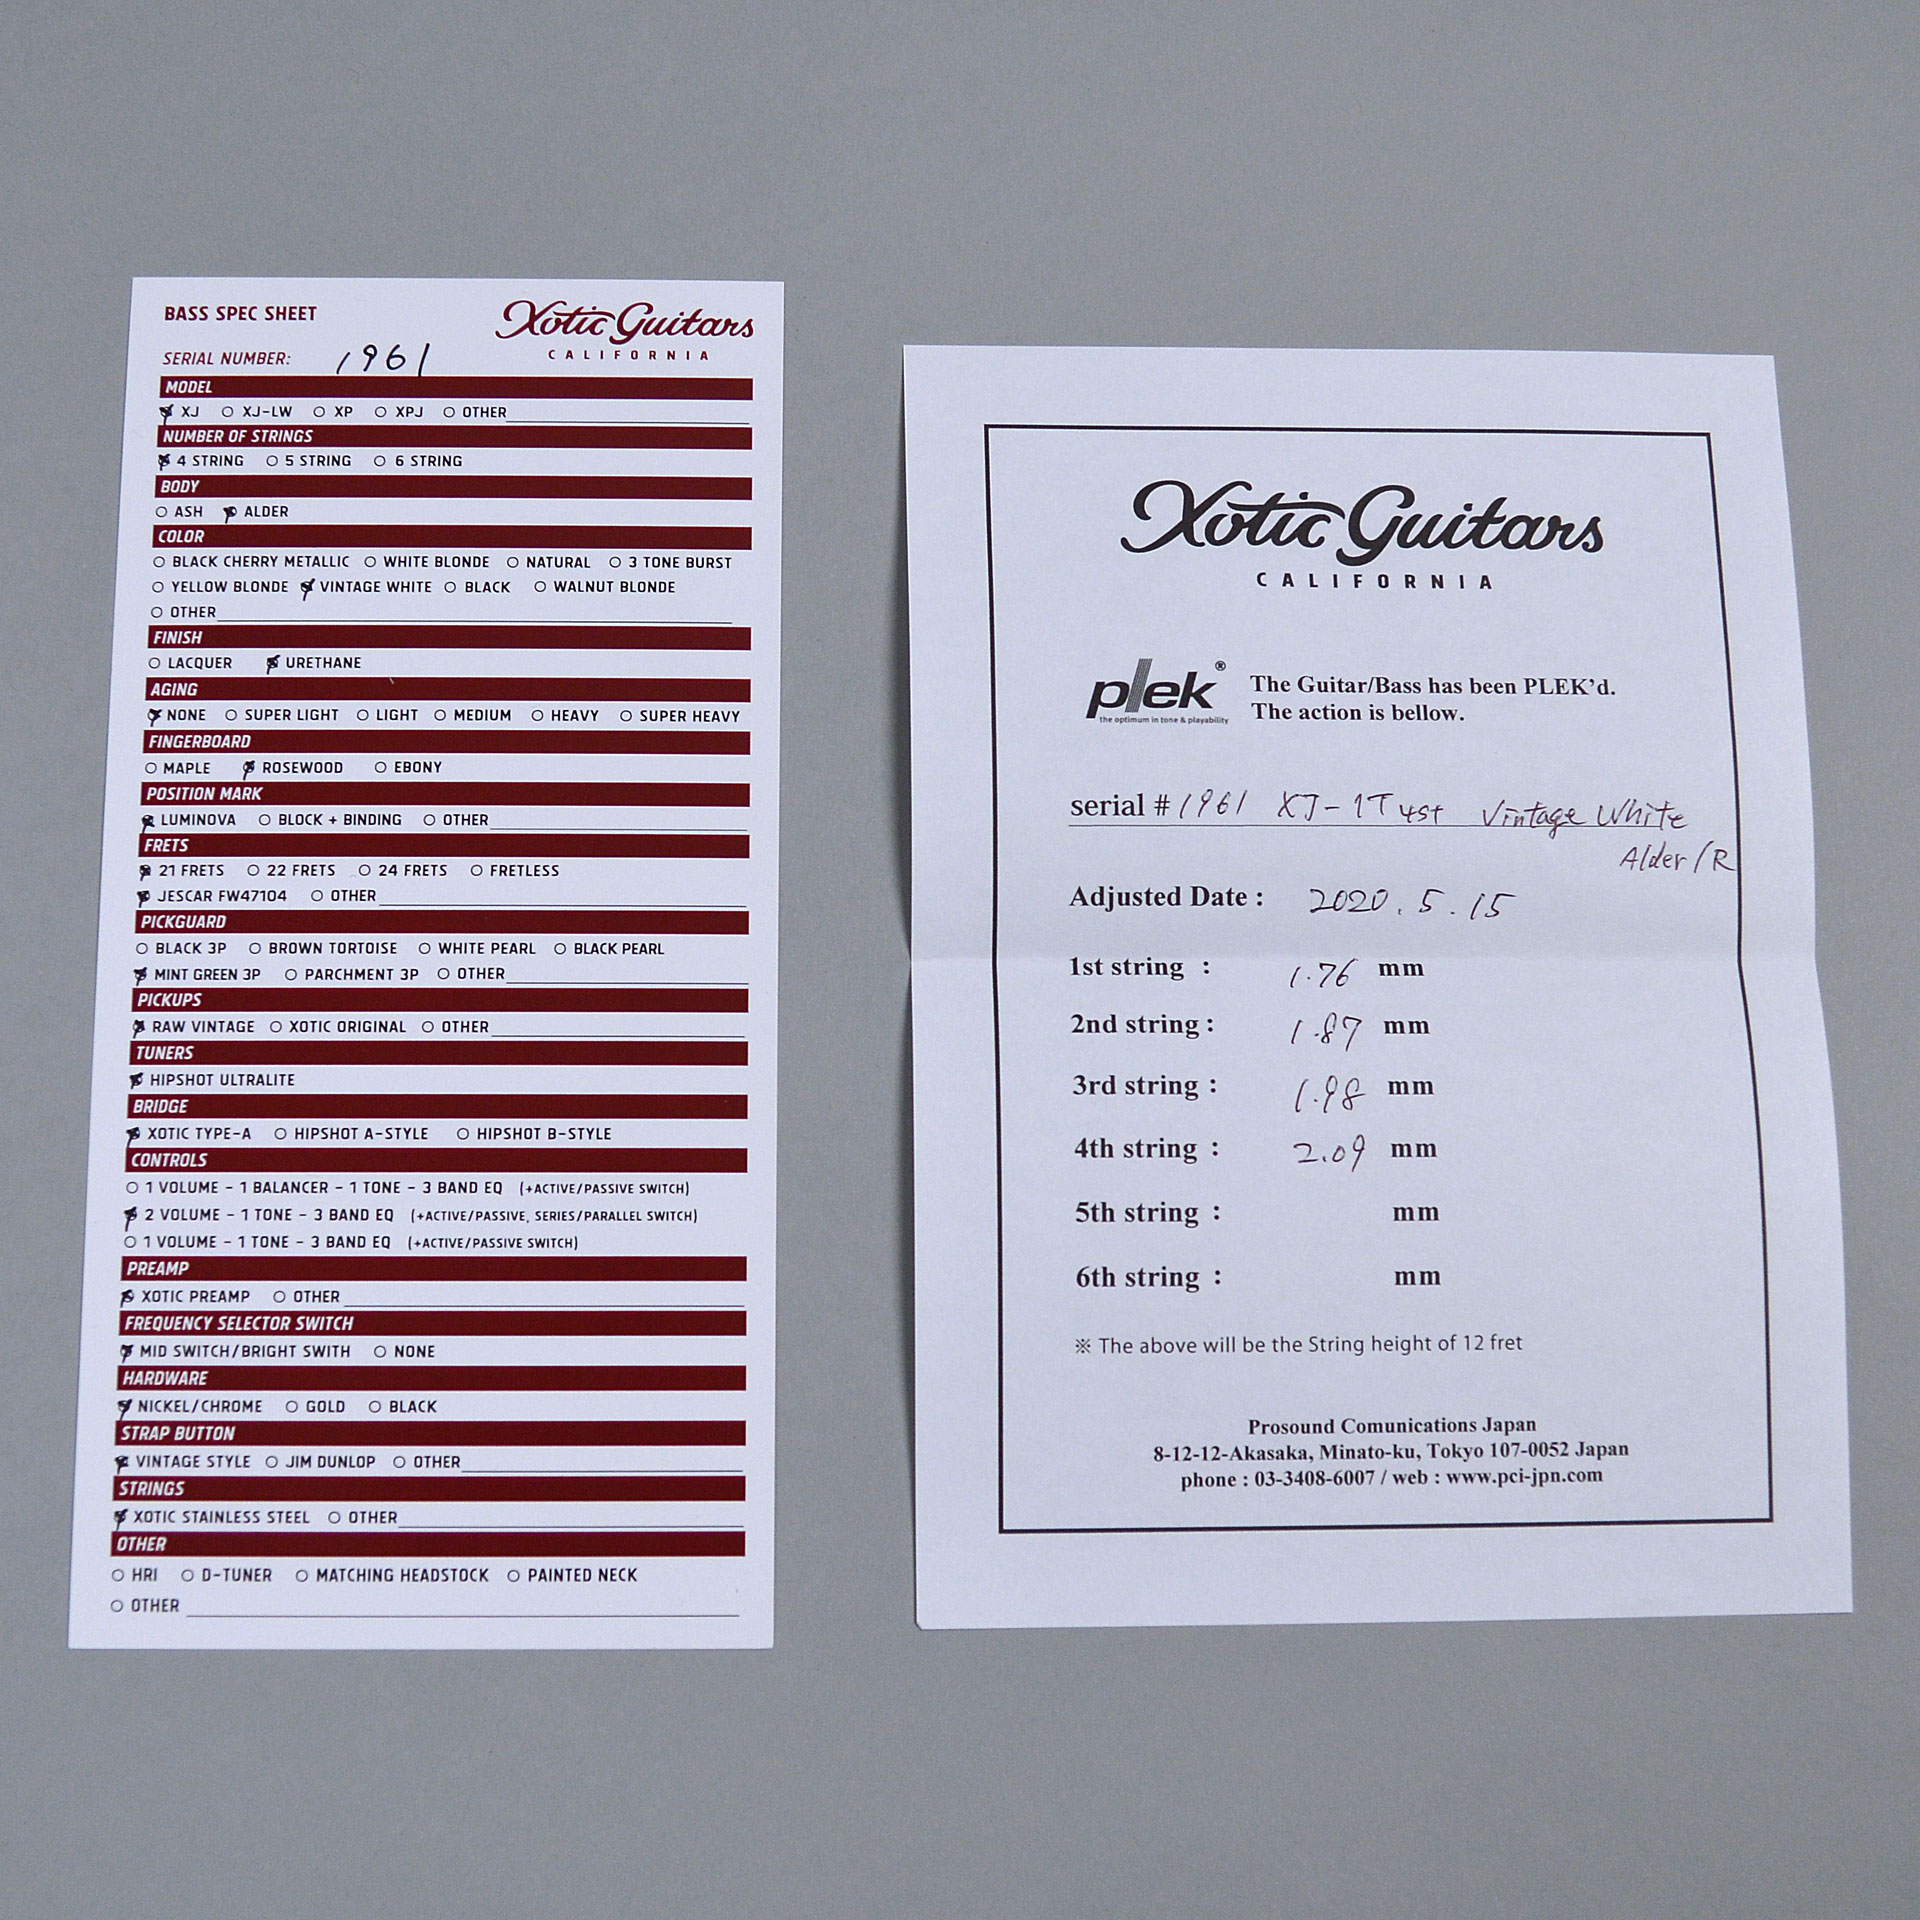 BASS SPEC SHEET
Xotic Guitars
CALIFORNIA
SERIAL NUMBER: 1961
MODEL
XJ ○ XJ-LW ○ XP ○ XPJ ○ OTHER
NUMBER OF STRINGS
4 STRING ○ 5 STRING ○ 6 STRING
BODY
○ ASH ALDER
COLOR
○ BLACK CHERRY METALLIC ○ WHITE BLONDE ○ NATURAL ○ 3 TONE BURST
○ YELLOW BLONDE VINTAGE WHITE ○ BLACK ○ WALNUT BLONDE
○ OTHER
FINISH
○ LACQUER URETHANE
AGING
NONE ○ SUPER LIGHT ○ LIGHT ○ MEDIUM ○ HEAVY ○ SUPER HEAVY
FINGERBOARD
○ MAPLE ROSEWOOD ○ EBONY
POSITION MARK
LUMINOVA ○ BLOCK + BINDING ○ OTHER
FRETS
21 FRETS ○ 22 FRETS ○ 24 FRETS ○ FRETLESS
JESCAR FW47104 ○ OTHER
PICKGUARD
○ BLACK 3P ○ BROWN TORTOISE ○ WHITE PEARL ○ BLACK PEARL
MINT GREEN 3P ○ PARCHMENT 3P ○ OTHER
PICKUPS
RAW VINTAGE ○ XOTIC ORIGINAL ○ OTHER
TUNERS
HIPSHOT ULTRALITE
BRIDGE
XOTIC TYPE-A ○ HIPSHOT A-STYLE ○ HIPSHOT B-STYLE
CONTROLS
○ 1 VOLUME - 1 BALANCER - 1 TONE - 3 BAND EQ (+ACTIVE/PASSIVE SWITCH)
2 VOLUME - 1 TONE - 3 BAND EQ (+ACTIVE/PASSIVE, SERIES/PARALLEL SWITCH)
○ 1 VOLUME - 1 TONE - 3 BAND EQ (+ACTIVE/PASSIVE SWITCH)
PREAMP
XOTIC PREAMP ○ OTHER
FREQUENCY SELECTOR SWITCH
MID SWITCH/BRIGHT SWITH ○ NONE
HARDWARE
NICKEL/CHROME ○ GOLD ○ BLACK
STRAP BUTTON
VINTAGE STYLE ○ JIM DUNLOP ○ OTHER
STRINGS
XOTIC STAINLESS STEEL ○ OTHER
OTHER
○ HRI ○ D-TUNER ○ MATCHING HEADSTOCK ○ PAINTED NECK
○ OTHER
Xotic Guitars
CALIFORNIA
plek®
the optimum in tone & playability
The Guitar/Bass has been PLEK'd.
The action is bellow.
serial # 1961 XJ-1T 4st Vintage White
Alder/R
Adjusted Date : 2020.5.15
1st string : 1.76 mm
2nd string : 1.87 mm
3rd string : 1.98 mm
4th string : 2.09 mm
5th string : mm
6th string : mm
※ The above will be the String height of 12 fret
Prosound Comunications Japan
8-12-12-Akasaka, Minato-ku, Tokyo 107-0052 Japan
phone : 03-3408-6007 / web : www.pci-jpn.com